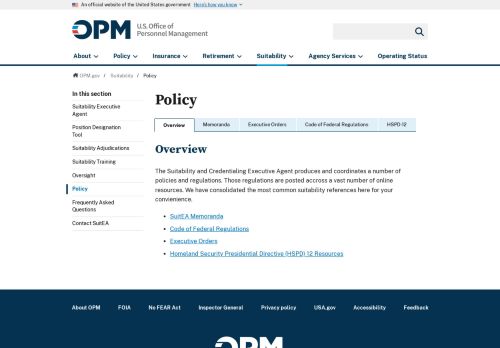 An official website of the United States government Here's how you know
OPM U.S. Office of
Personnel Management
About Policy Insurance Retirement Suitability Agency Services Operating Status
OPM.gov / Suitability / Policy
In this section
Suitability Executive
Agent
Position Designation
Tool
Suitability Adjudications
Suitability Training
Oversight
Policy
Frequently Asked
Questions
Contact SuitEA
Policy
Overview Memoranda Executive Orders Code of Federal Regulations HSPD-12
Overview
The Suitability and Credentialing Executive Agent produces and coordinates a number of
policies and regulations. Those regulations are posted accross a vast number of online
resources. We have consolidated the most common suitability references here for your
convenience.
SuitEA Memoranda
Code of Federal Regulations
Executive Orders
Homeland Security Presidential Directive (HSPD) 12 Resources
About OPM FOIA No FEAR Act Inspector General Privacy policy USA.gov Accessibility Feedback
OPM